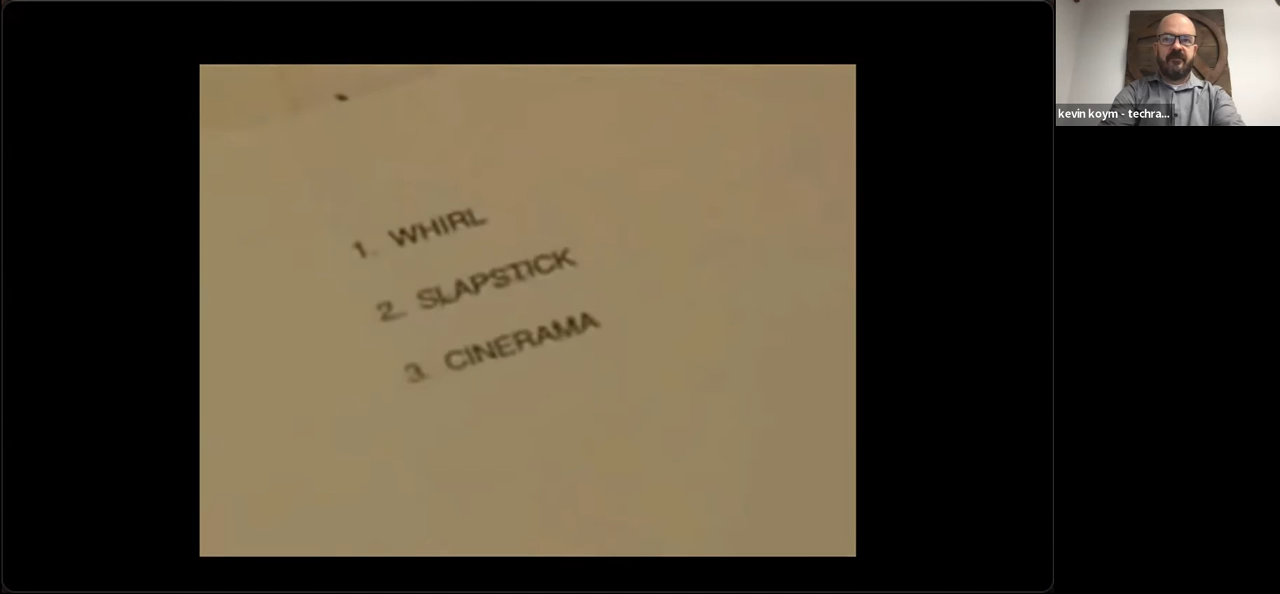 1. WHIRL
2. SLAPSTICK
3. CINERAMA
kevin koym - techra...